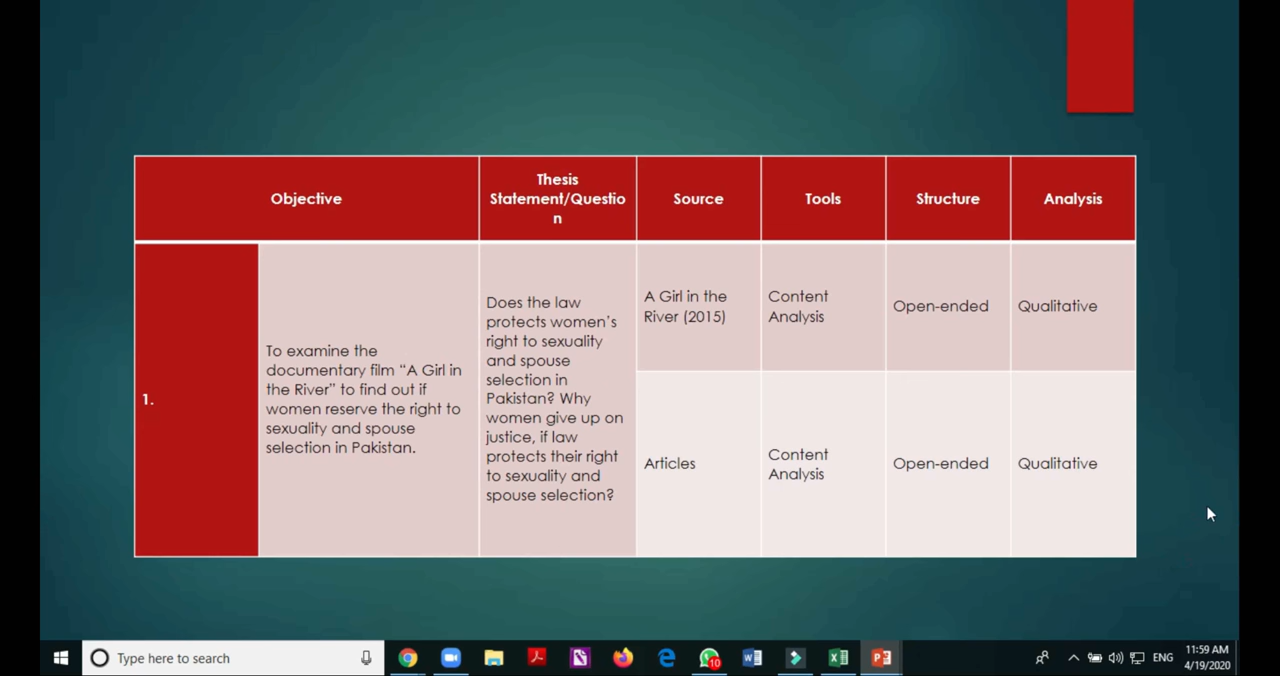 Objective
Thesis
Statement/Questio
n
Source
Tools
Structure
Analysis
1.
To examine the
documentary film “A Girl in
the River” to find out if
women reserve the right to
sexuality and spouse
selection in Pakistan.
Does the law
protects women’s
right to sexuality
and spouse
selection in
Pakistan? Why
women give up on
justice, if law
protects their right
to sexuality and
spouse selection?
A Girl in the
River (2015)
Content
Analysis
Open-ended
Qualitative
Articles
Content
Analysis
Open-ended
Qualitative
Type here to search
10
ENG
11:59 AM
4/19/2020